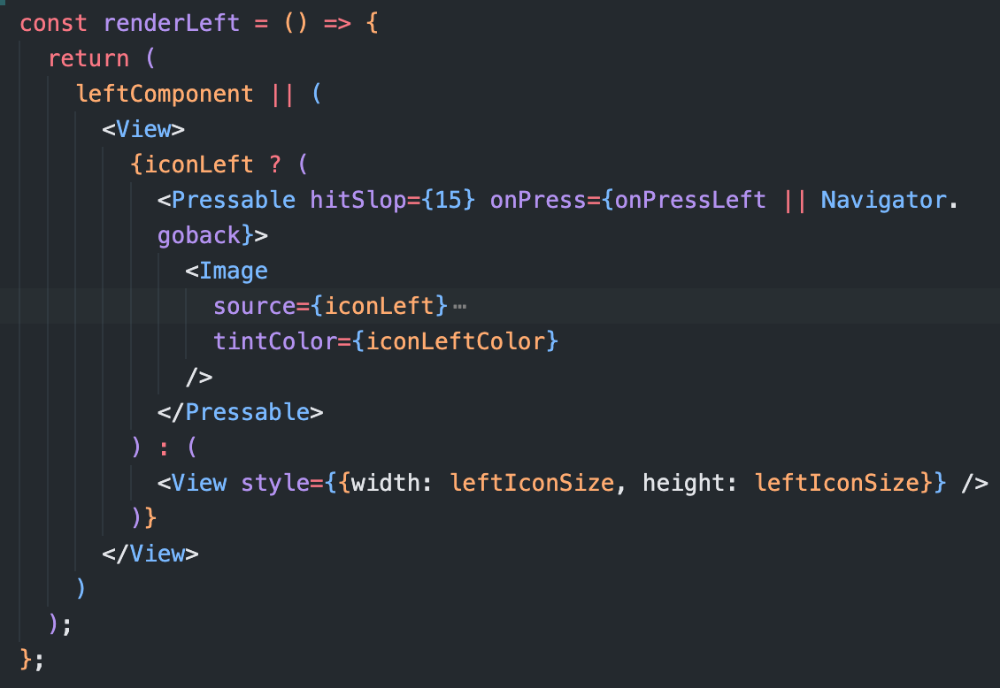 const renderLeft = () => {
return (
leftComponent || (
<View>
{iconLeft ? (
<Pressable hitSlop={15} onPress={onPressLeft || Navigator.
goback}>
<Image
source={iconLeft}⋯
tintColor={iconLeftColor}
/>
</Pressable>
) : (
<View style={{width: leftIconSize, height: leftIconSize}} />
)}
</View>
)
);
};